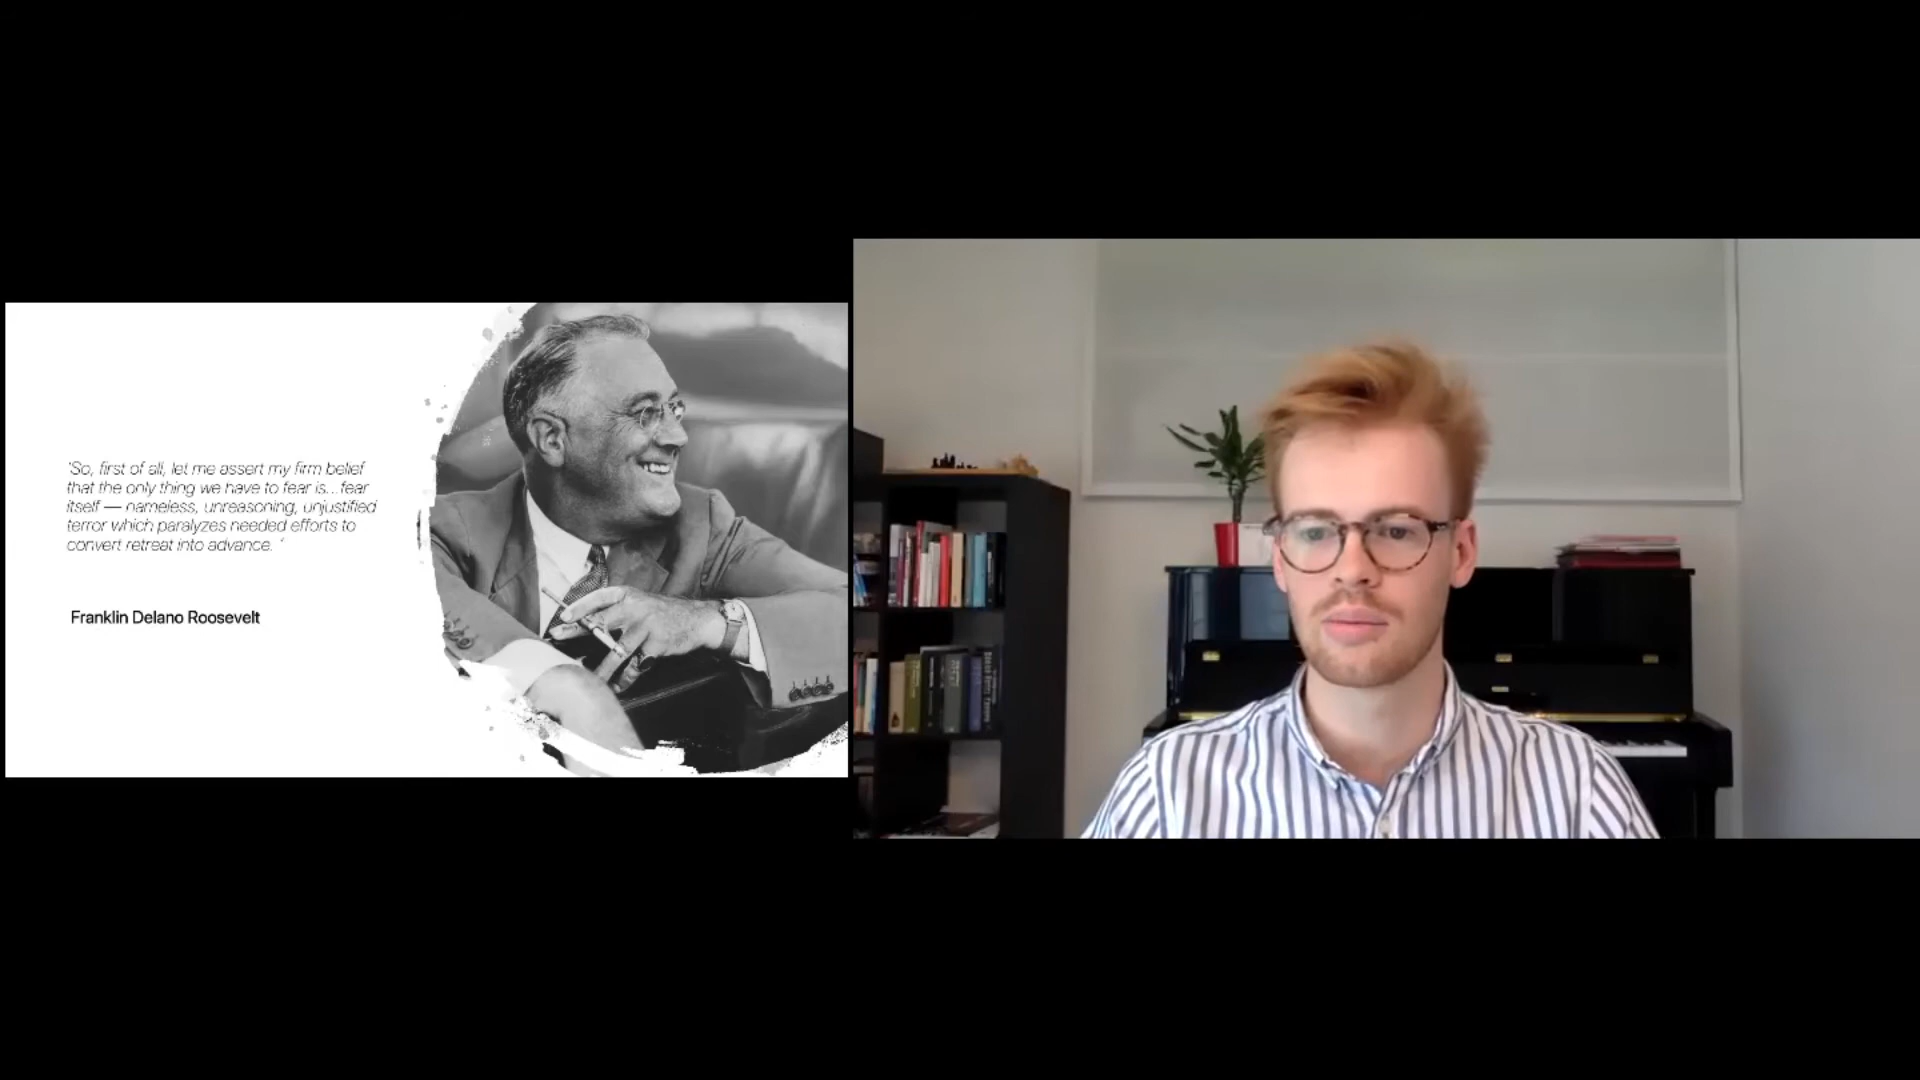 'So, first of all, let me assert my firm belief
that the only thing we have to fear is...fear
itself — nameless, unreasoning, unjustified
terror which paralyzes needed efforts to
convert retreat into advance. '
Franklin Delano Roosevelt